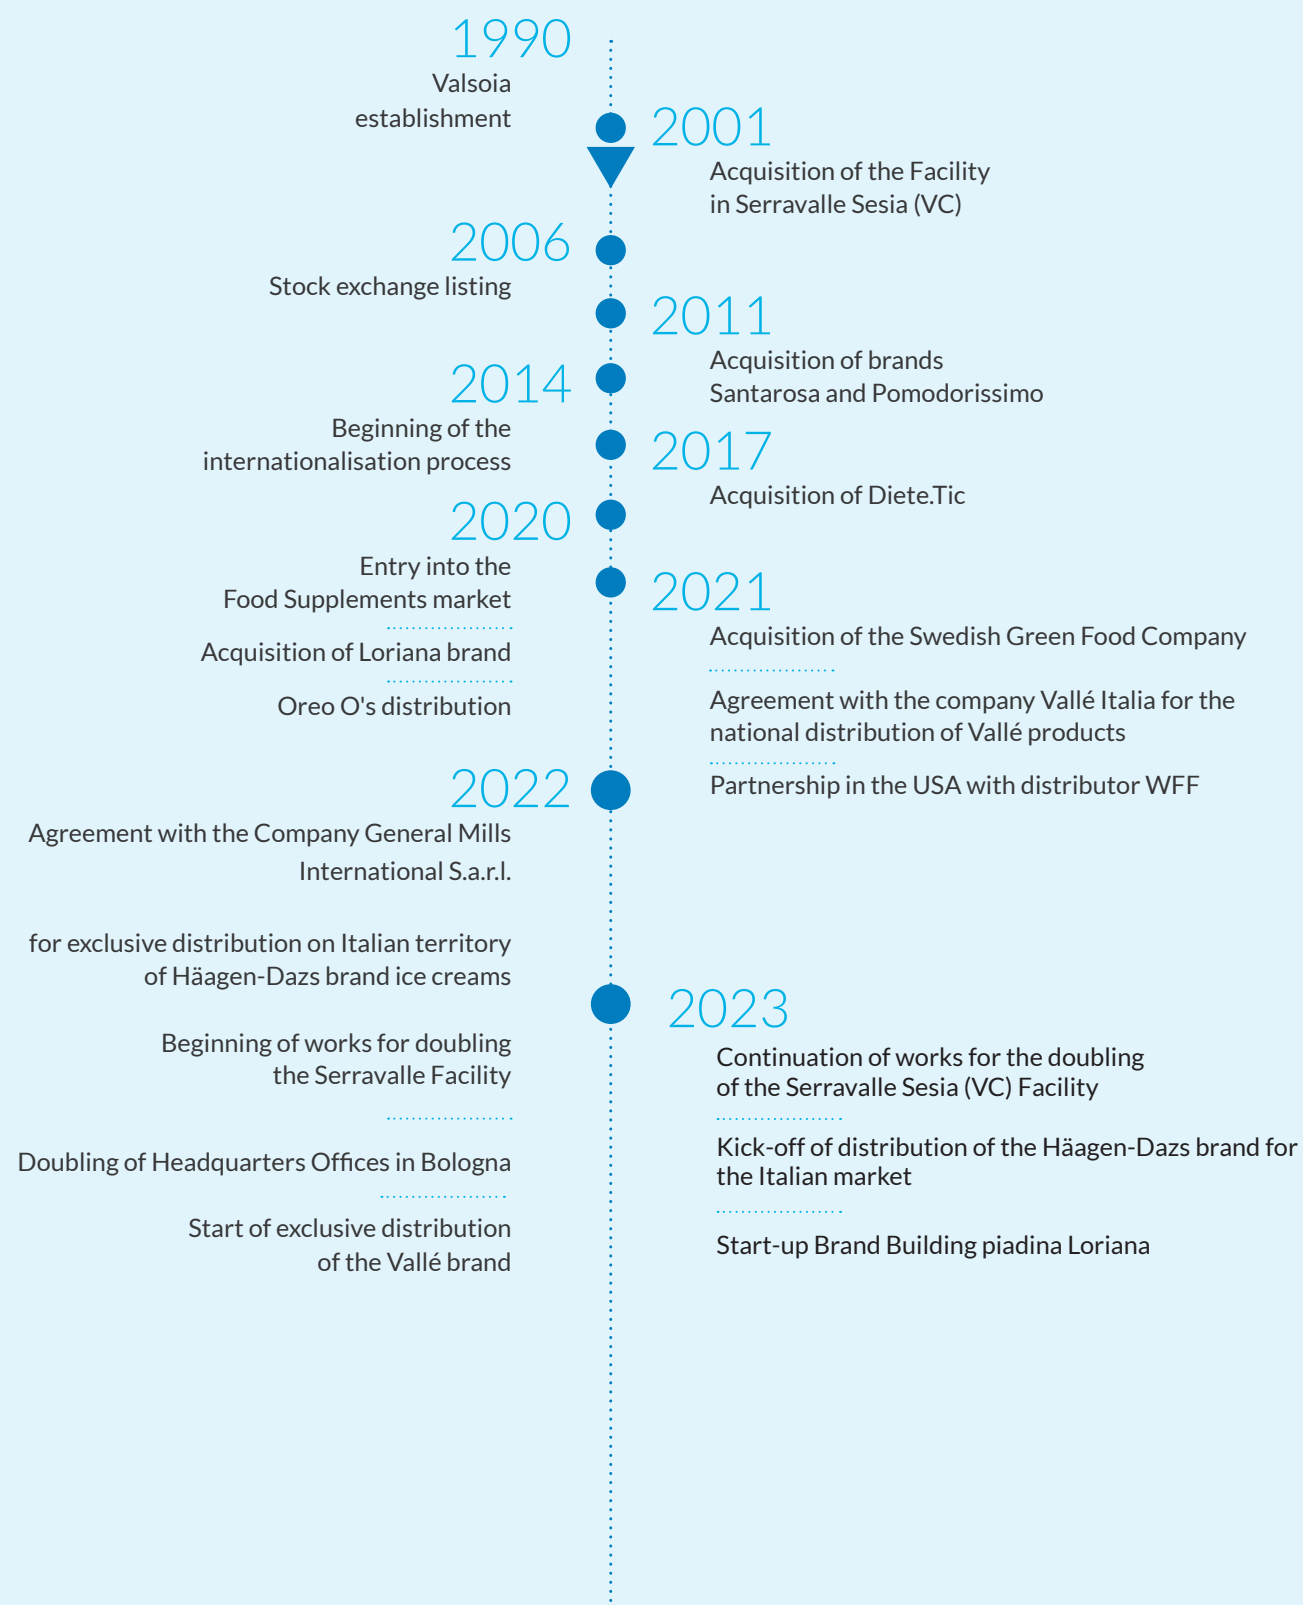 1990
Valsoia
establishment
2001
Acquisition of the Facility
in Serravalle Sesia (VC)
2006
Stock exchange listing
2011
Acquisition of brands
Santarosa and Pomodorissimo
2014
Beginning of the
internationalisation process
2017
Acquisition of Diete.Tic
2020
Entry into the
Food Supplements market
Acquisition of Loriana brand
Oreo O's distribution
2021
Acquisition of the Swedish Green Food Company
Agreement with the company Vallé Italia for the
national distribution of Vallé products
Partnership in the USA with distributor WFF
2022
Agreement with the Company General Mills
International S.a.r.l.
for exclusive distribution on Italian territory
of Häagen-Dazs brand ice creams
Beginning of works for doubling
the Serravalle Facility
Doubling of Headquarters Offices in Bologna
Start of exclusive distribution
of the Vallé brand
2023
Continuation of works for the doubling
of the Serravalle Sesia (VC) Facility
Kick-off of distribution of the Häagen-Dazs brand for
the Italian market
Start-up Brand Building piadina Loriana